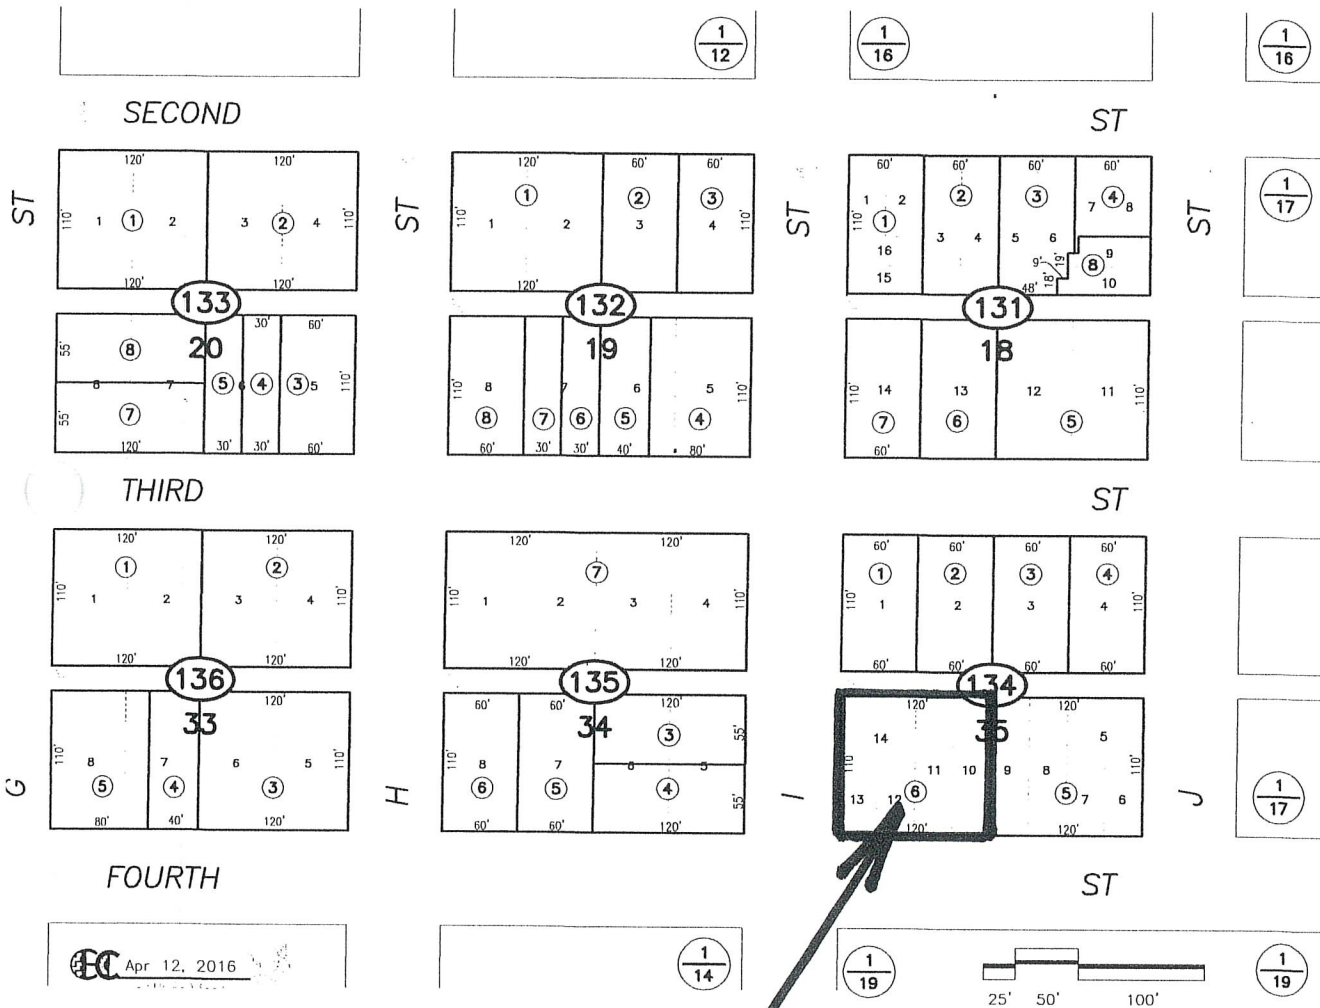 1/12
1/16
1/16
SECOND ST
120' 120' 120' 60' 60' 60' 60' 60' 60'
ST ST ST ST
1/17
110' 1 ① 2 3 ② 4 110'
110' 1 ① 2 ② 3 ③ 4 110'
110' 1 2 ① 16 15 ② 3 4 ③ 5 6 ④ 7 8 9 ⑧ 10
9' 19' 18' 48'
120' 120' 120'
133 132 131
20 19 18
30' 60'
55' ⑧ 8 7 ⑤ 6 ④ ③ 5 110'
55' ⑦
120' 30' 30' 60'
110' 8 7 6 5 110'
⑧ ⑦ ⑥ ⑤ ④
60' 30' 30' 40' 80'
110' 14 13 12 11 110'
⑦ ⑥ ⑤
60'
THIRD ST
120' 120' 120' 120' 60' 60' 60' 60'
① ② ⑦ ① ② ③ ④
110' 1 2 3 4 110'
110' 1 2 3 4 110'
110' 1 2 3 4 110'
120' 120' 120' 120' 60' 60' 60'
136 135 134
33 34 35
120' 60' 60' 120' 120' 120'
110' 8 7 6 5 110'
⑤ ④ ③
80' 40' 120'
110' 8 7 ③ 55'
6 5
⑥ ⑤ ④ 55'
60' 60' 120'
14 5
110' 11 10 9 8 110'
13 12 ⑥ ⑤ 7 6
120' 120'
G H I J
1/17
FOURTH ST
Apr 12, 2016
1/14
1/19
1/19
25' 50' 100'